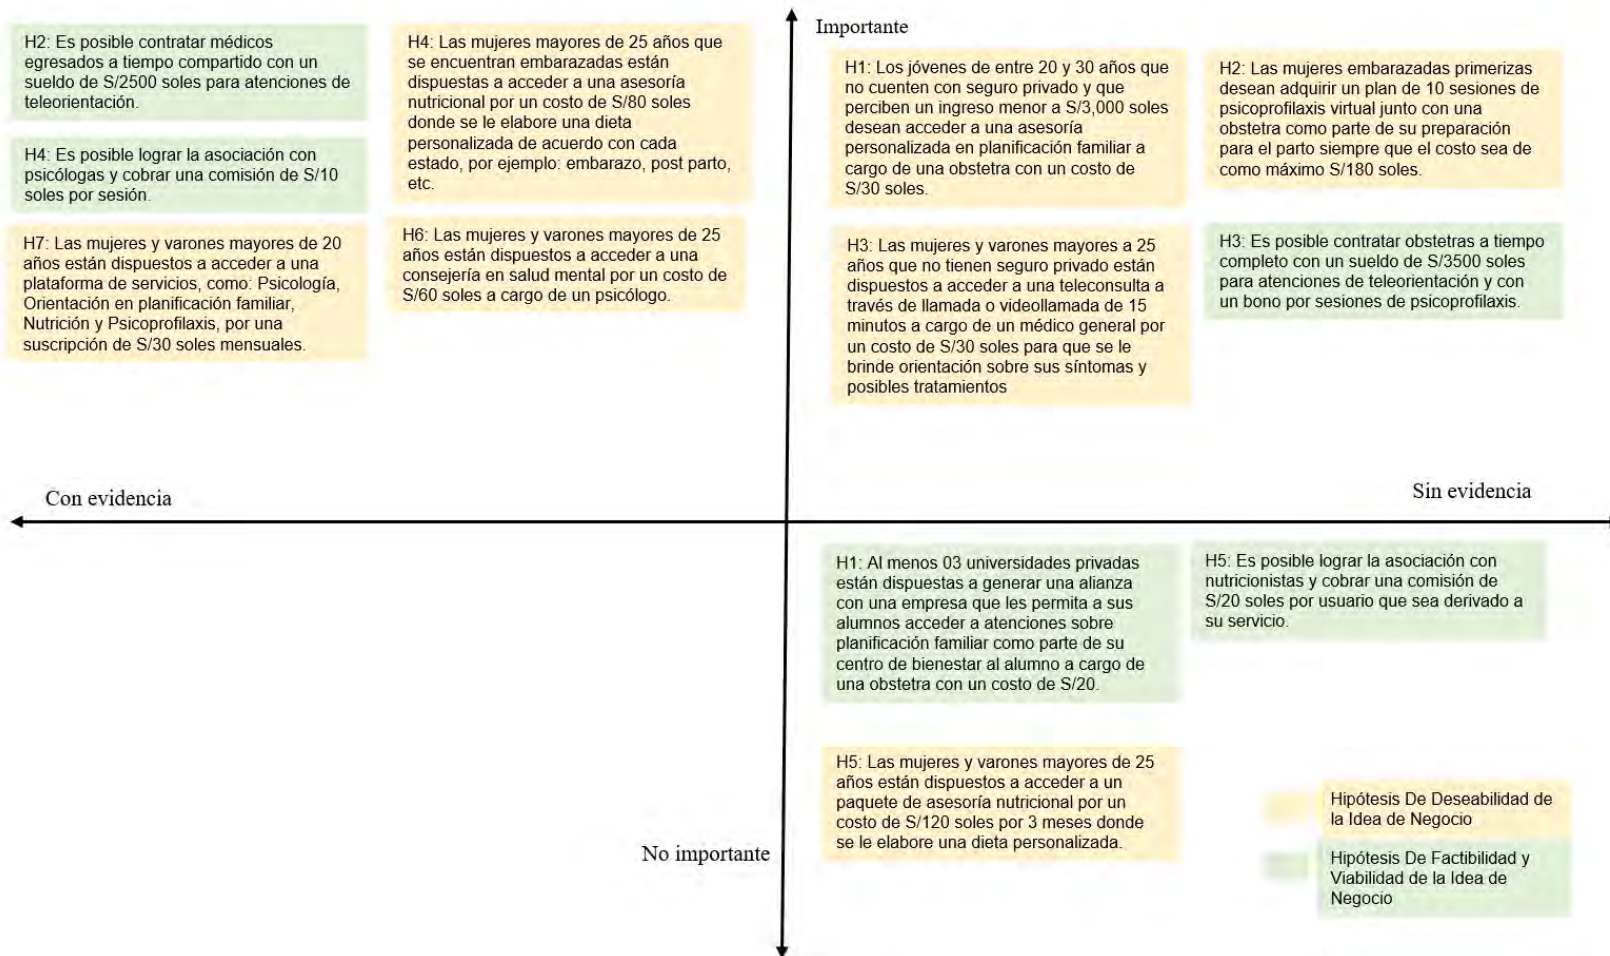 Importante
H2: Es posible contratar médicos
egresados a tiempo compartido con un
sueldo de S/2500 soles para atenciones de
teleorientación.
H4: Es posible lograr la asociación con
psicólogas y cobrar una comisión de S/10
soles por sesión.
H7: Las mujeres y varones mayores de 20
años están dispuestos a acceder a una
plataforma de servicios, como: Psicología,
Orientación en planificación familiar,
Nutrición y Psicoprofilaxis, por una
suscripción de S/30 soles mensuales.
H4: Las mujeres mayores de 25 años que
se encuentran embarazadas están
dispuestas a acceder a una asesoría
nutricional por un costo de S/80 soles
donde se le elabore una dieta
personalizada de acuerdo con cada
estado, por ejemplo: embarazo, post parto,
etc.
H6: Las mujeres y varones mayores de 25
años están dispuestos a acceder a una
consejería en salud mental por un costo de
S/60 soles a cargo de un psicólogo.
H1: Los jóvenes de entre 20 y 30 años que
no cuenten con seguro privado y que
perciben un ingreso menor a S/3,000 soles
desean acceder a una asesoría
personalizada en planificación familiar a
cargo de una obstetra con un costo de
S/30 soles.
H3: Las mujeres y varones mayores a 25
años que no tienen seguro privado están
dispuestos a acceder a una teleconsulta a
través de llamada o videollamada de 15
minutos a cargo de un médico general por
un costo de S/30 soles para que se le
brinde orientación sobre sus síntomas y
posibles tratamientos
H2: Las mujeres embarazadas primerizas
desean adquirir un plan de 10 sesiones de
psicoprofilaxis virtual junto con una
obstetra como parte de su preparación
para el parto siempre que el costo sea de
como máximo S/180 soles.
H3: Es posible contratar obstetras a tiempo
completo con un sueldo de S/3500 soles
para atenciones de teleorientación y con
un bono por sesiones de psicoprofilaxis.
Con evidencia
Sin evidencia
H1: Al menos 03 universidades privadas
están dispuestas a generar una alianza
con una empresa que les permita a sus
alumnos acceder a atenciones sobre
planificación familiar como parte de su
centro de bienestar al alumno a cargo de
una obstetra con un costo de S/20.
H5: Es posible lograr la asociación con
nutricionistas y cobrar una comisión de
S/20 soles por usuario que sea derivado a
su servicio.
H5: Las mujeres y varones mayores de 25
años están dispuestos a acceder a un
paquete de asesoría nutricional por un
costo de S/120 soles por 3 meses donde
se le elabore una dieta personalizada.
No importante
Hipótesis De Deseabilidad de
la Idea de Negocio
Hipótesis De Factibilidad y
Viabilidad de la Idea de
Negocio